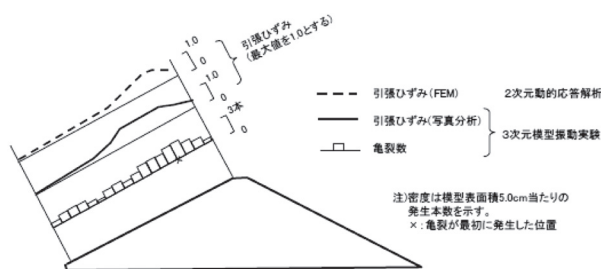 1.0
0
引張ひずみ
(最大値を1.0とする)
1.0
0
3本
0
引張ひずみ(FEM)　2次元動的応答解析
引張ひずみ(写真分析)
亀裂数
3次元模型振動実験
×
注)密度は模型表面積5.0cm当たりの
発生本数を示す。
×:亀裂が最初に発生した位置